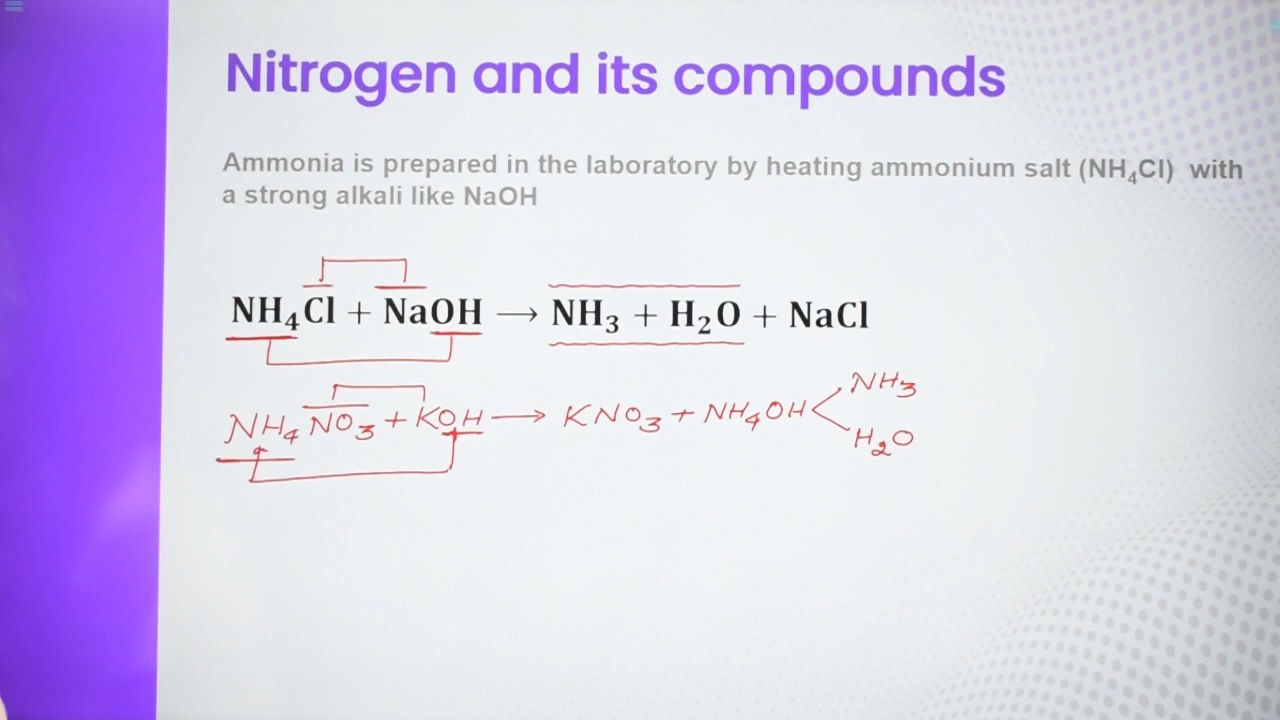 Nitrogen and its compounds
Ammonia is prepared in the laboratory by heating ammonium salt (NH₄Cl) with
a strong alkali like NaOH
NH₄Cl + NaOH ⟶ NH₃ + H₂O + NaCl
NH₄NO₃ + KOH ⟶ KNO₃ + NH₄OH < NH₃
H₂O